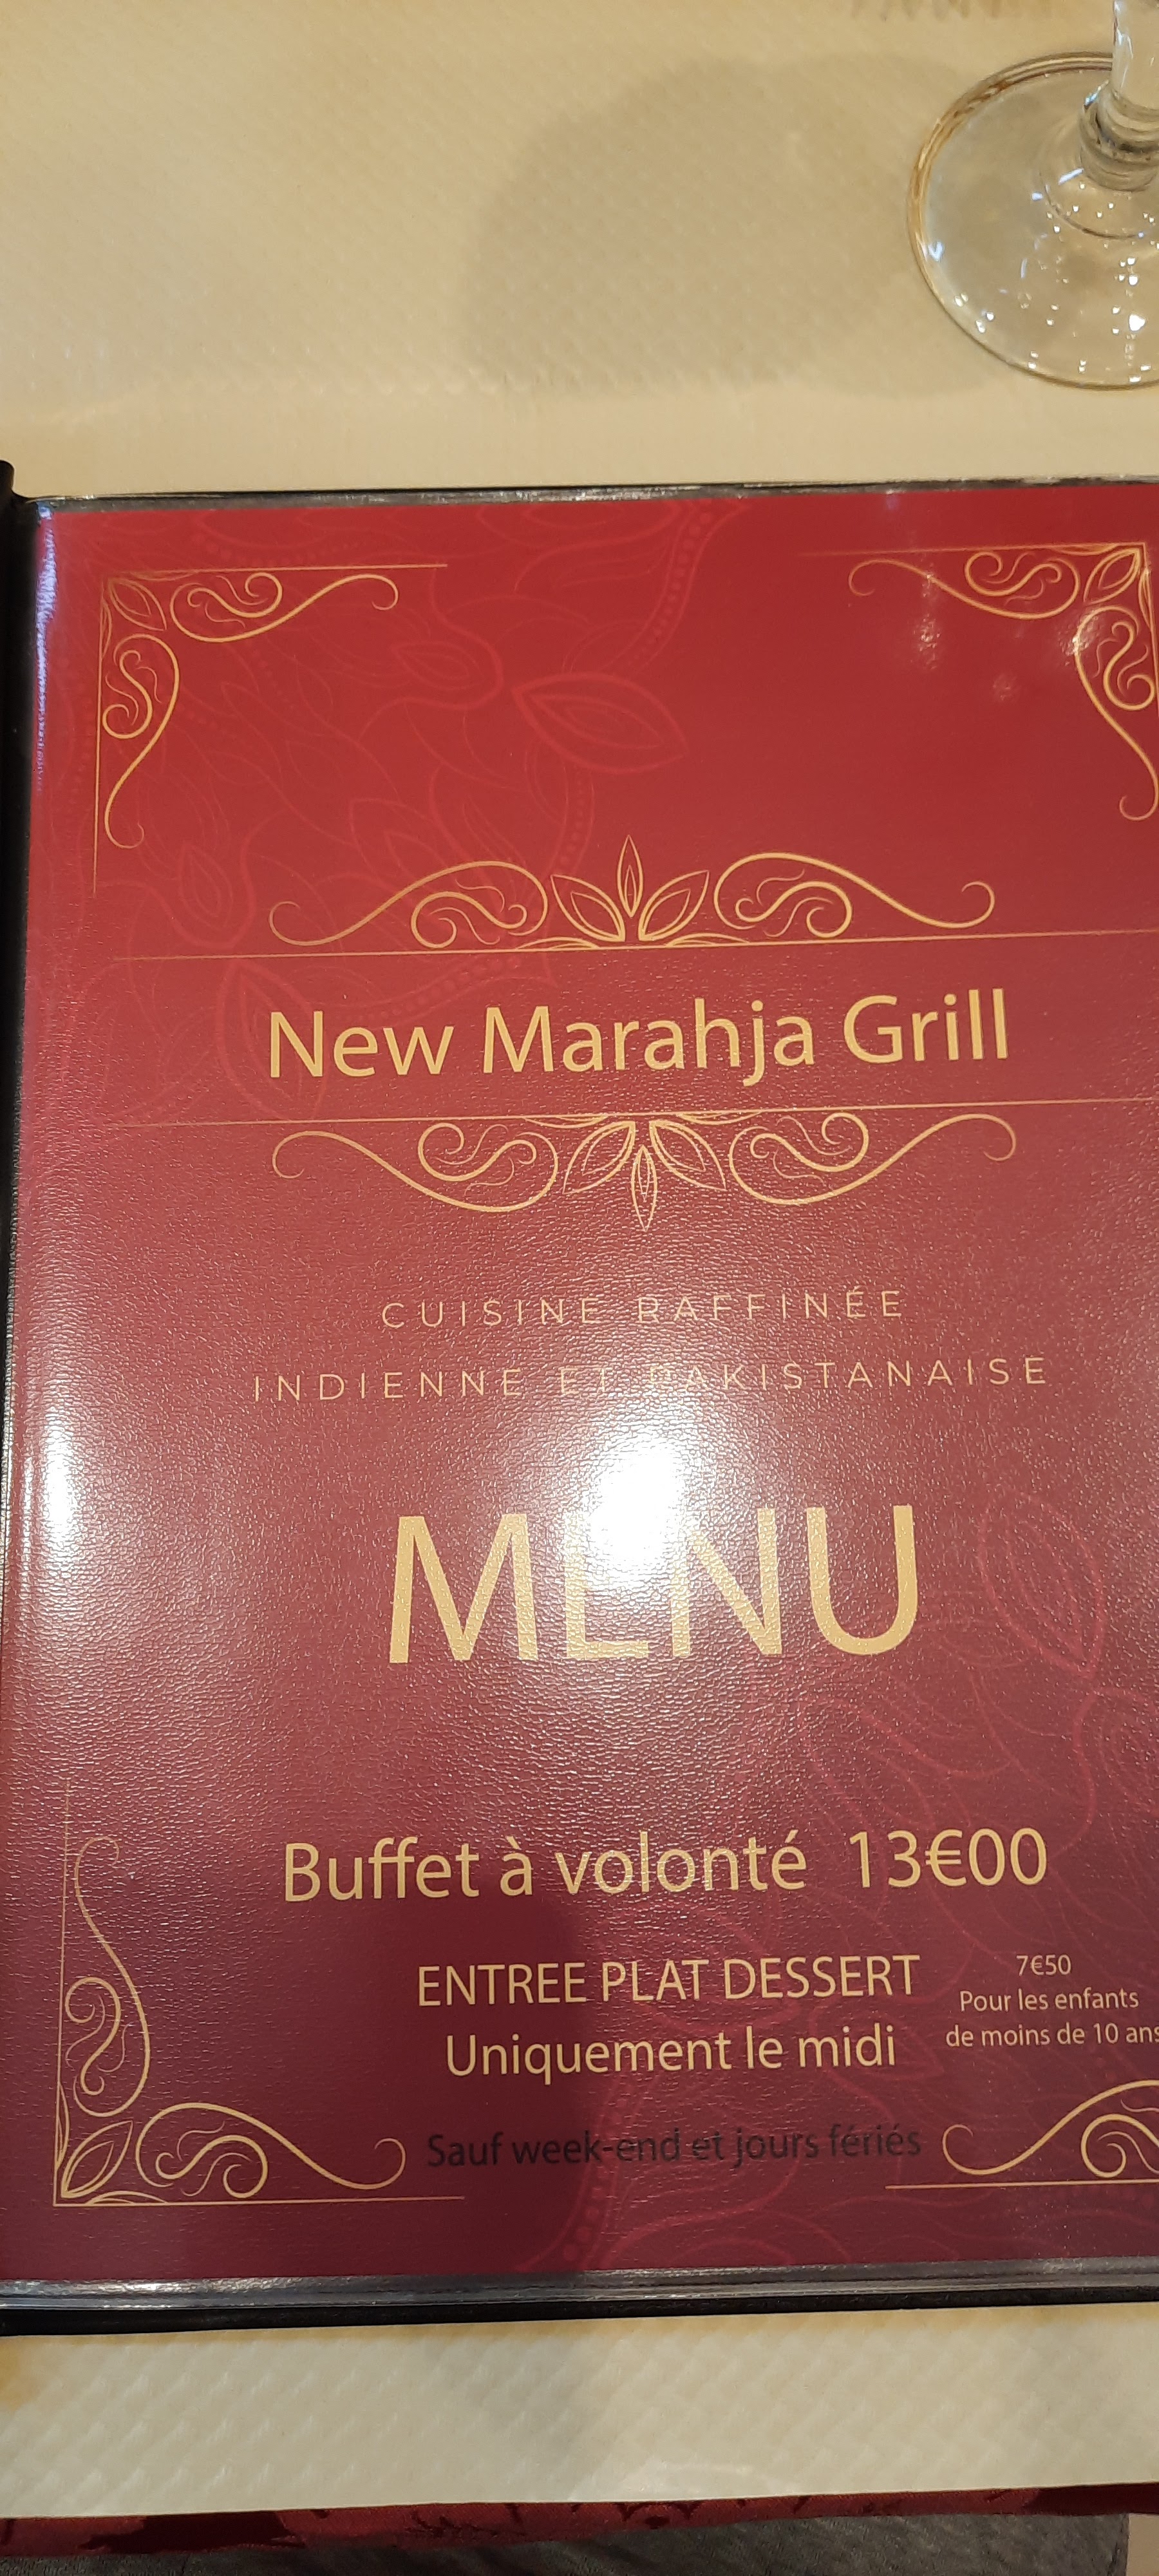 New Marahja Grill
CUISINE RAFFINÉE
INDIENNE ET PAKISTANAISE
MENU
Buffet à volonté 13€00
ENTREE PLAT DESSERT
Uniquement le midi
7€50
Pour les enfants
de moins de 10 ans
Sauf week-end et jours fériés